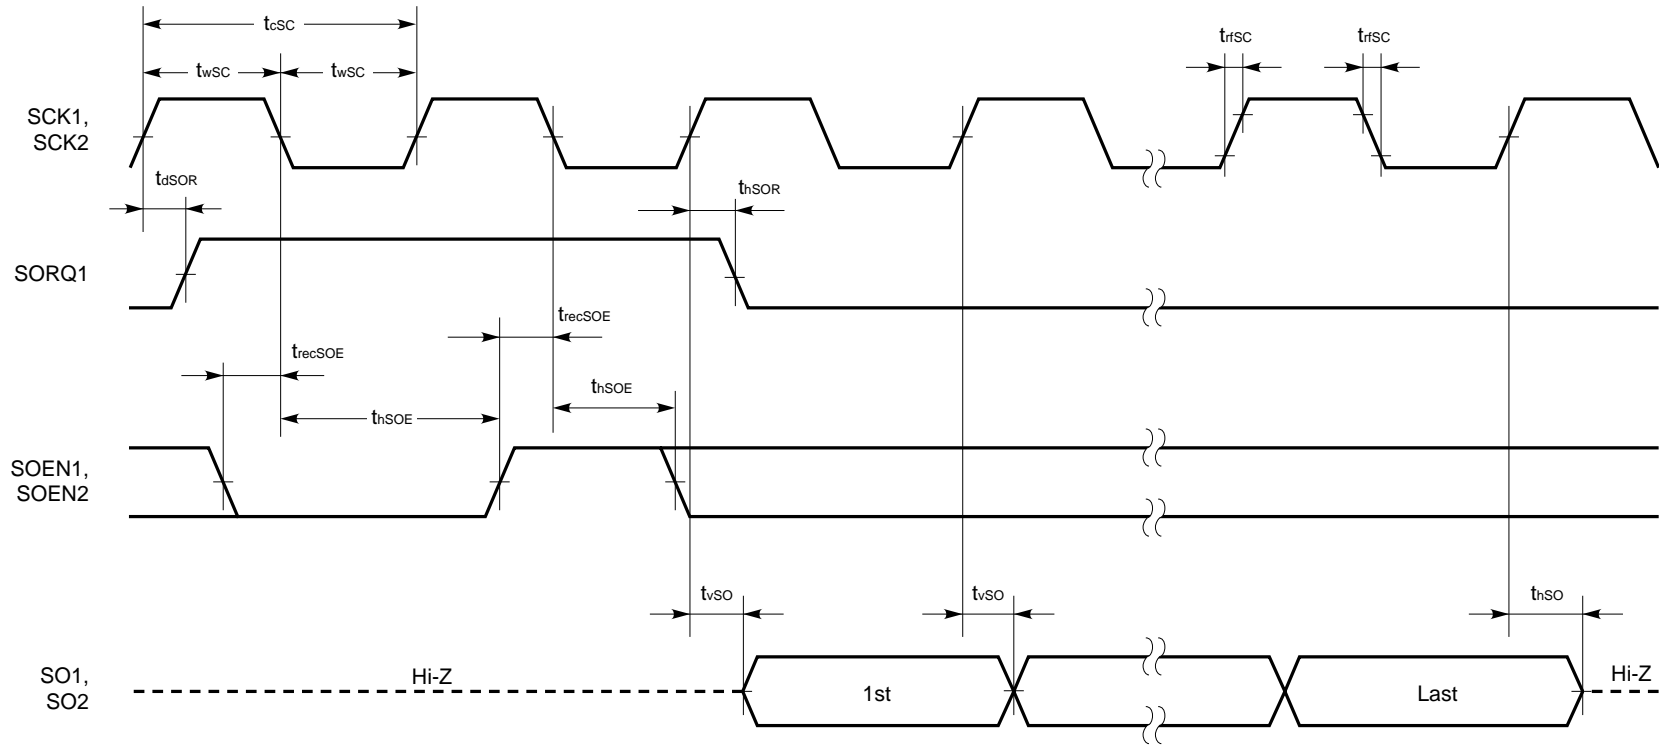 tcSC
twSC
twSC
trfSC
trfSC
SCK1,
SCK2
tdSOR
thSOR
SORQ1
trecSOE
trecSOE
thSOE
thSOE
SOEN1,
SOEN2
tvSO
tvSO
thSO
SO1,
SO2
Hi-Z
1st
Last
Hi-Z